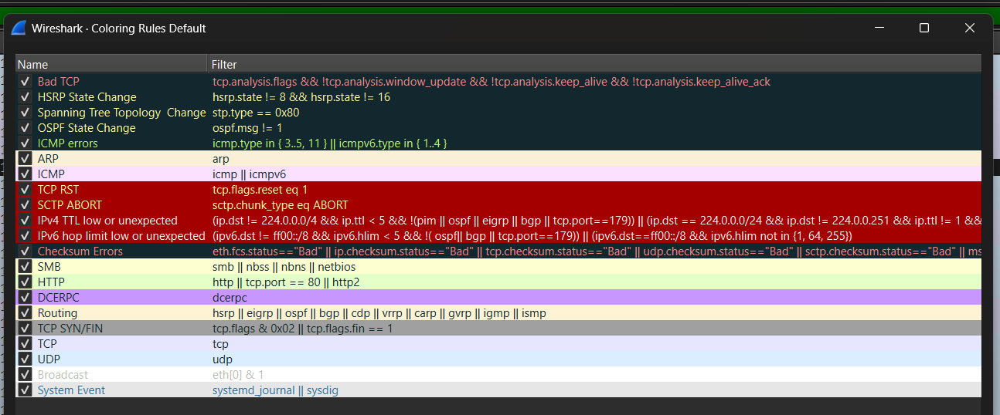 Wireshark · Coloring Rules Default
Name Filter
Bad TCP tcp.analysis.flags && !tcp.analysis.window_update && !tcp.analysis.keep_alive && !tcp.analysis.keep_alive_ack
HSRP State Change hsrp.state != 8 && hsrp.state != 16
Spanning Tree Topology  Change stp.type == 0x80
OSPF State Change ospf.msg != 1
ICMP errors icmp.type in { 3..5, 11 } || icmpv6.type in { 1..4 }
ARP arp
ICMP icmp || icmpv6
TCP RST tcp.flags.reset eq 1
SCTP ABORT sctp.chunk_type eq ABORT
IPv4 TTL low or unexpected (ip.dst != 224.0.0.0/4 && ip.ttl < 5 && !(pim || ospf || eigrp || bgp || tcp.port==179)) || (ip.dst == 224.0.0.0/24 && ip.dst != 224.0.0.251 && ip.ttl != 1 &&
IPv6 hop limit low or unexpected (ipv6.dst != ff00::/8 && ipv6.hlim < 5 && !( ospf|| bgp || tcp.port==179)) || (ipv6.dst==ff00::/8 && ipv6.hlim not in {1, 64, 255})
Checksum Errors eth.fcs.status=="Bad" || ip.checksum.status=="Bad" || tcp.checksum.status=="Bad" || udp.checksum.status=="Bad" || sctp.checksum.status=="Bad" || ms
SMB smb || nbss || nbns || netbios
HTTP http || tcp.port == 80 || http2
DCERPC dcerpc
Routing hsrp || eigrp || ospf || bgp || cdp || vrrp || carp || gvrp || igmp || ismp
TCP SYN/FIN tcp.flags & 0x02 || tcp.flags.fin == 1
TCP tcp
UDP udp
Broadcast eth[0] & 1
System Event systemd_journal || sysdig